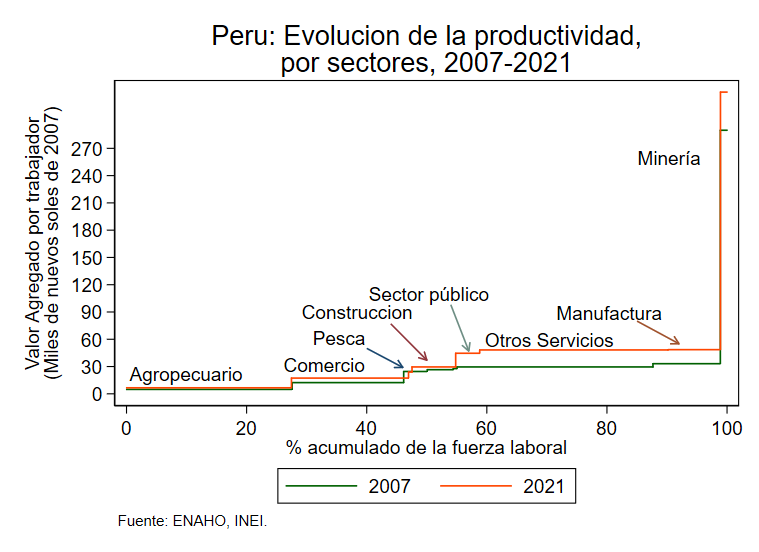 Peru: Evolucion de la productividad,
por sectores, 2007-2021
Valor Agregado por trabajador
(Miles de nuevos soles de 2007)
270
240
210
180
150
120
90
60
30
0
Minería
Sector público
Construccion
Manufactura
Pesca
Otros Servicios
Comercio
Agropecuario
0
20
40
60
80
100
% acumulado de la fuerza laboral
2007
2021
Fuente: ENAHO, INEI.